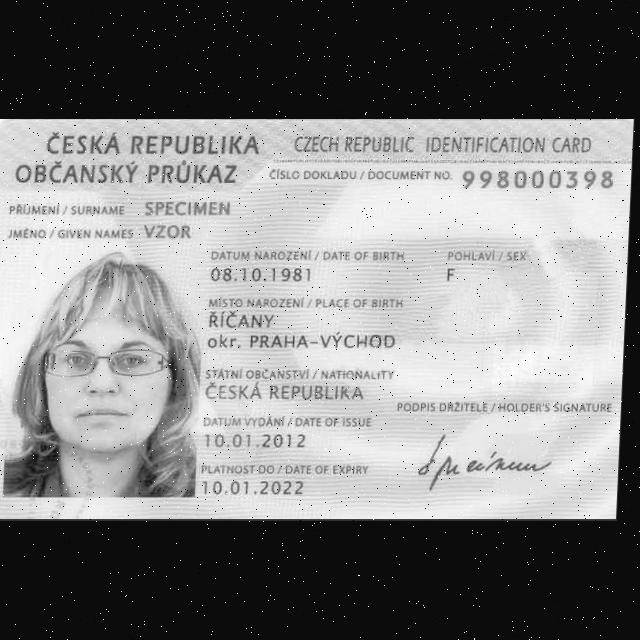 ČESKÁ REPUBLIKA CZECH REPUBLIC IDENTIFICATION CARD
OBČANSKÝ PRŮKAZ ČÍSLO DOKLADU / DOCUMENT NO. 998000398
PŘÍJMENÍ / SURNAME SPECIMEN
JMÉNO / GIVEN NAMES VZOR
DATUM NAROZENÍ / DATE OF BIRTH POHLAVÍ / SEX
08.10.1981 F
MÍSTO NAROZENÍ / PLACE OF BIRTH
ŘÍČANY
okr. PRAHA-VÝCHOD
STÁTNÍ OBČANSTVÍ / NATIONALITY
ČESKÁ REPUBLIKA
PODPIS DRŽITELE / HOLDER'S SIGNATURE
DATUM VYDÁNÍ / DATE OF ISSUE
10.01.2012
Specimen
PLATNOST DO / DATE OF EXPIRY
10.01.2022